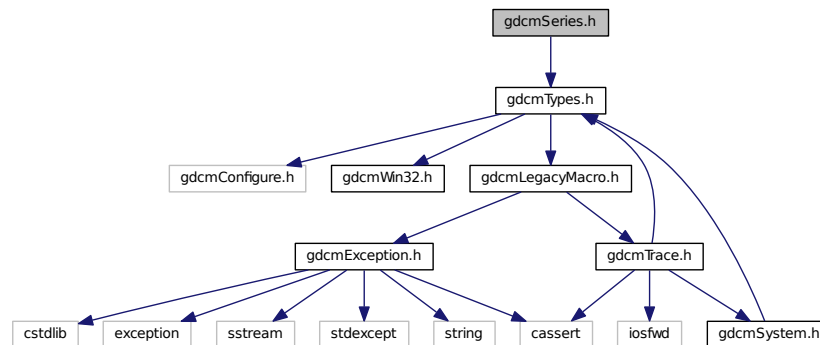 gdcmSeries.h
gdcmTypes.h
gdcmConfigure.h
gdcmWin32.h
gdcmLegacyMacro.h
gdcmException.h
gdcmTrace.h
cstdlib
exception
sstream
stdexcept
string
cassert
iosfwd
gdcmSystem.h